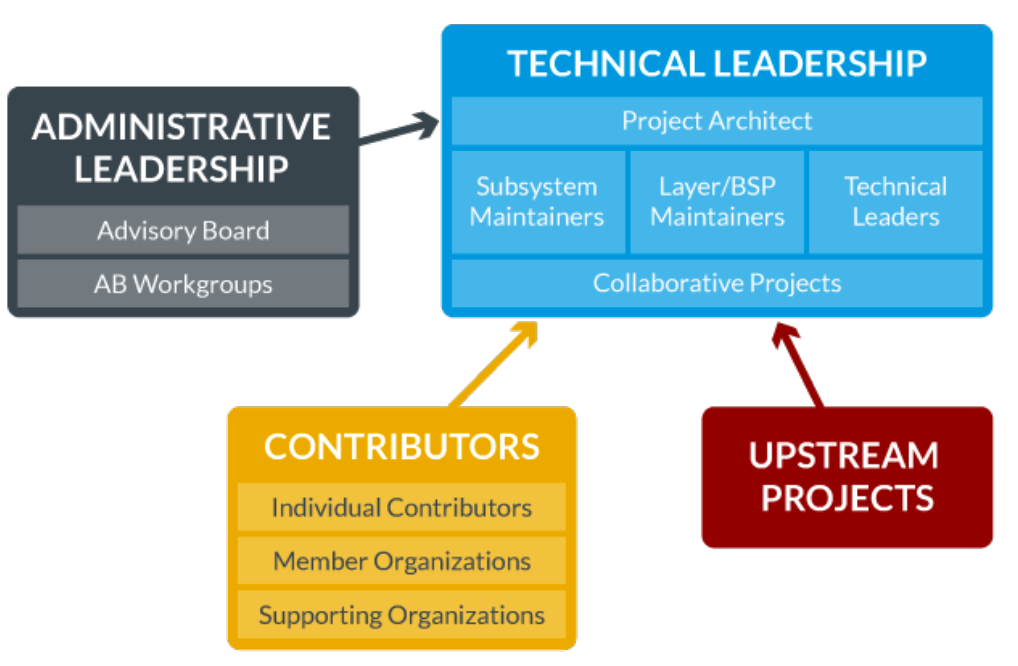 TECHNICAL LEADERSHIP
Project Architect
Subsystem
Maintainers
Layer/BSP
Maintainers
Technical
Leaders
Collaborative Projects
ADMINISTRATIVE
LEADERSHIP
Advisory Board
AB Workgroups
CONTRIBUTORS
Individual Contributors
Member Organizations
Supporting Organizations
UPSTREAM
PROJECTS